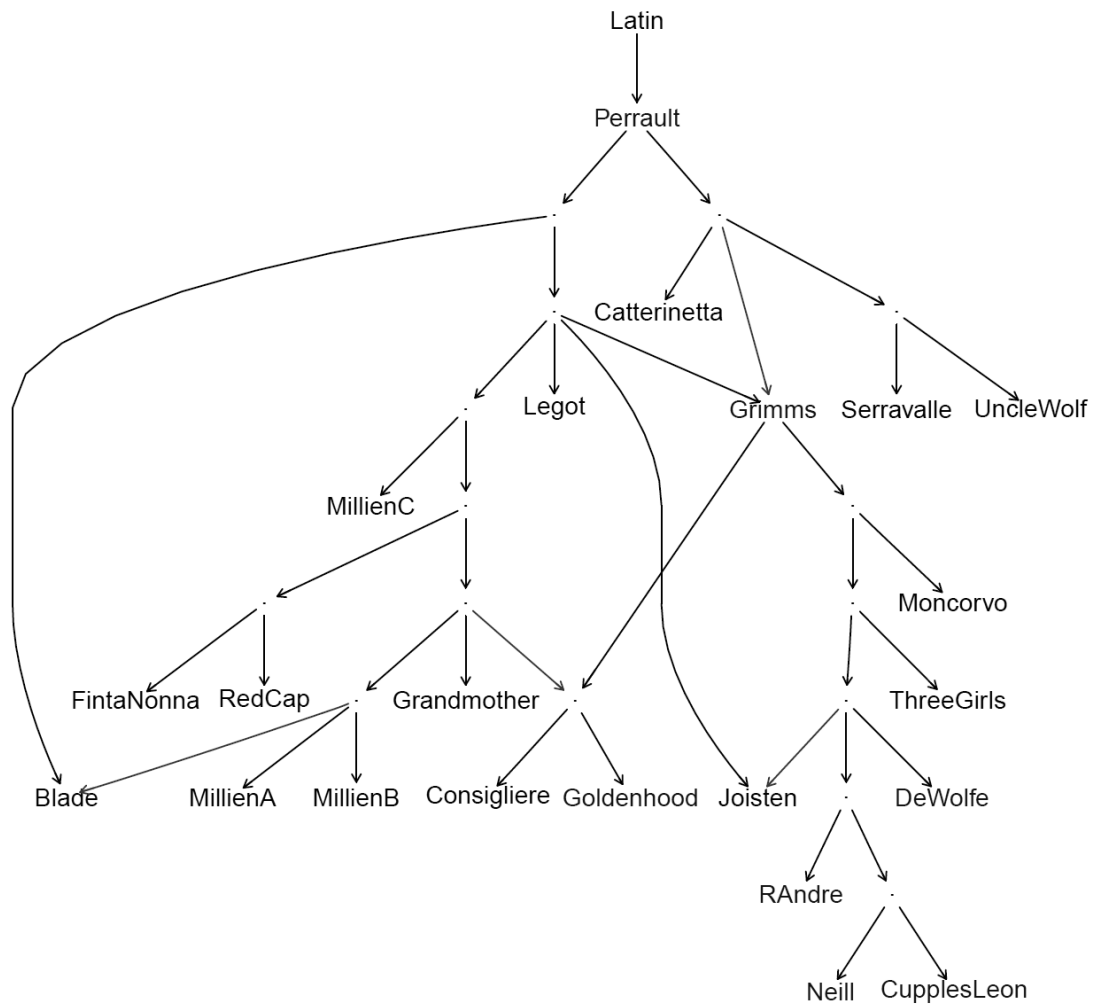 Latin
Perrault
Catterinetta
Legot
Grimms
Serravalle
UncleWolf
MillienC
Moncorvo
FintaNonna
RedCap
Grandmother
ThreeGirls
Blade
MillienA
MillienB
Consigliere
Goldenhood
Joisten
DeWolfe
RAndre
Neill
CupplesLeon